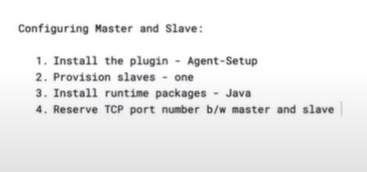 Configuring Master and Slave:
1. Install the plugin - Agent-Setup
2. Provision slaves - one
3. Install runtime packages - Java
4. Reserve TCP port number b/w master and slave